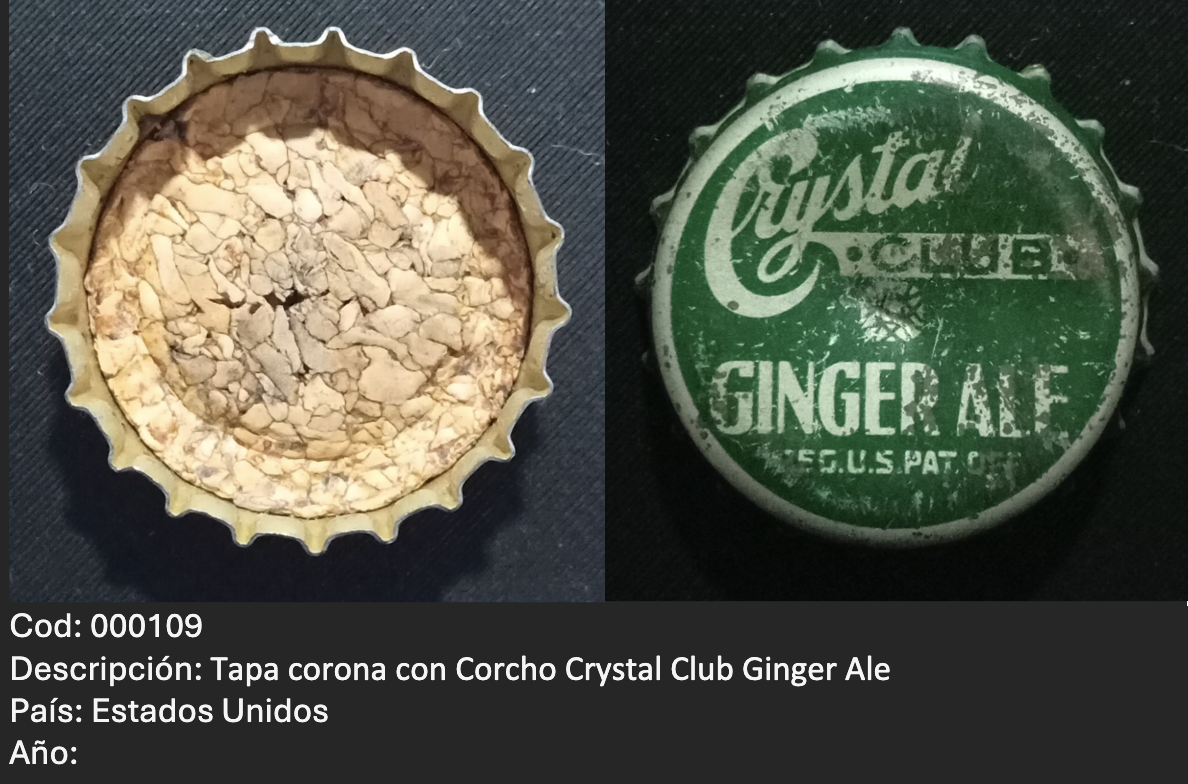 Crystal
CLUB
GINGER ALE
REG.U.S.PAT.OFF
Cod: 000109
Descripción: Tapa corona con Corcho Crystal Club Ginger Ale
País: Estados Unidos
Año: